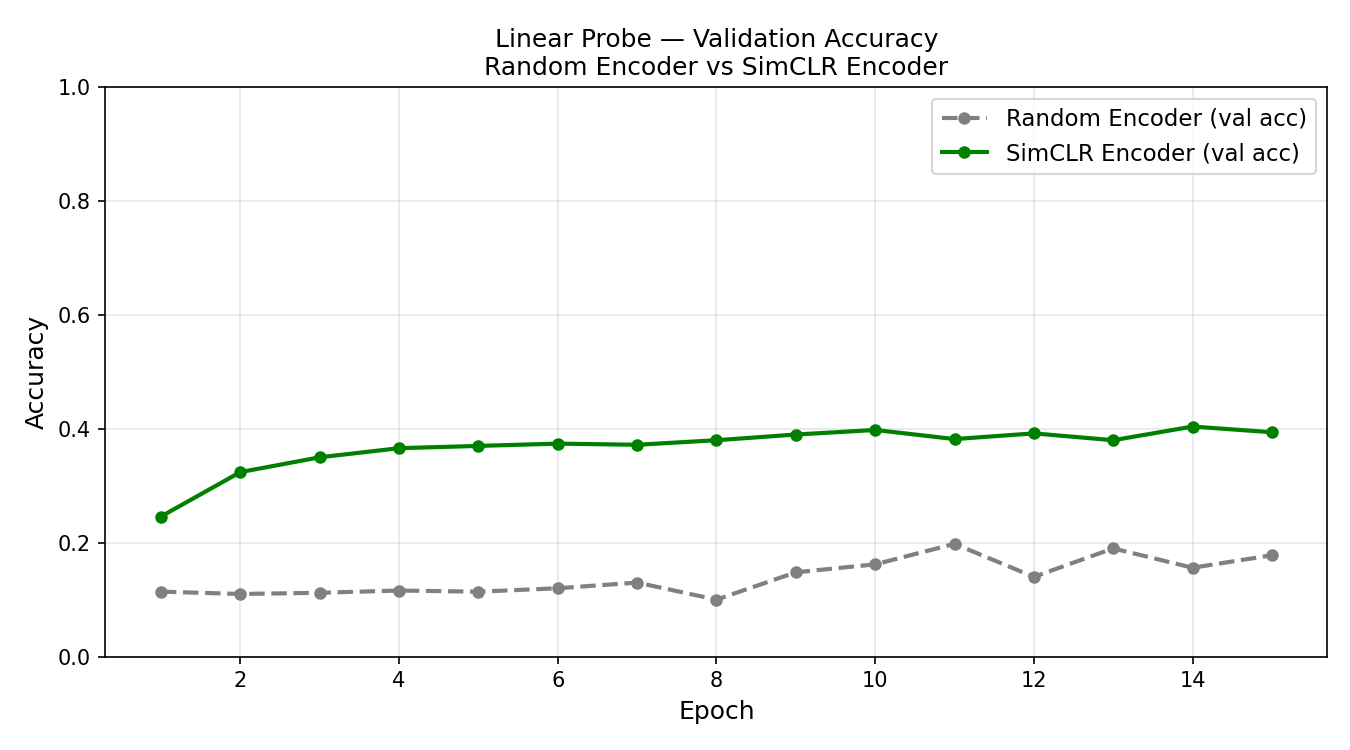 Linear Probe — Validation Accuracy
Random Encoder vs SimCLR Encoder
1.0
0.8
0.6
0.4
0.2
0.0
Accuracy
Random Encoder (val acc)
SimCLR Encoder (val acc)
2 4 6 8 10 12 14
Epoch